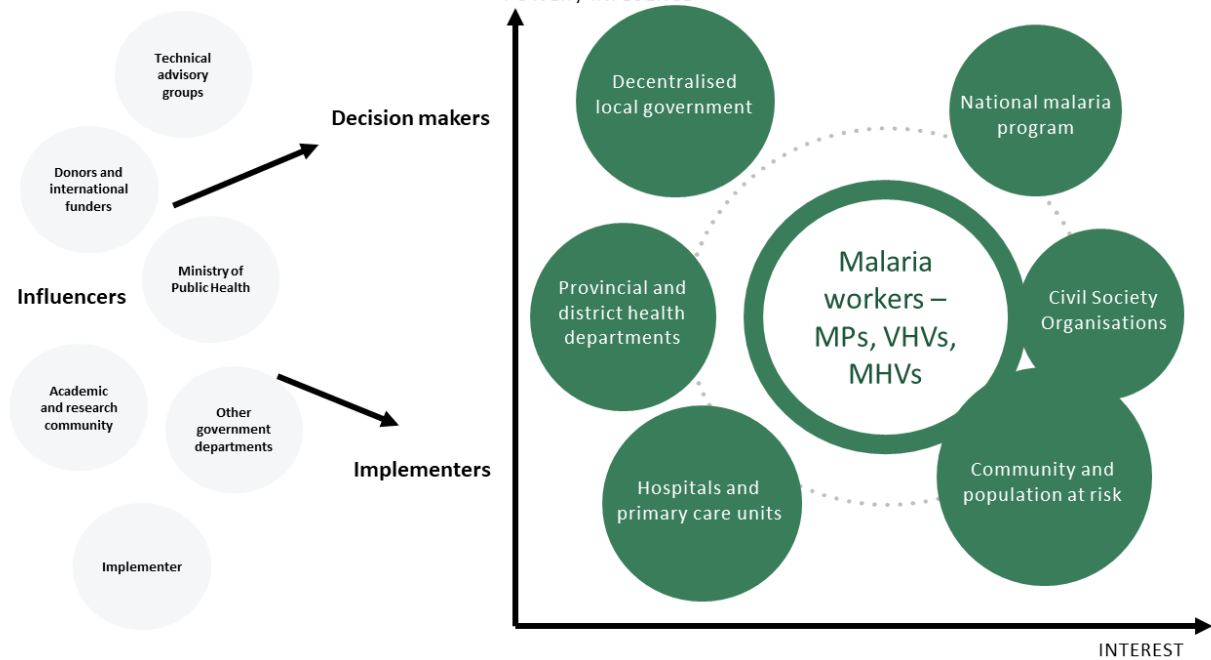 Technical
advisory
groups
Donors and
international
funders
Ministry of
Public Health
Influencers
Academic
and research
community
Other
government
departments
Implementer
Decision makers
Implementers
Decentralised
local government
National malaria
program
Provincial and
district health
departments
Malaria
workers –
MPs, VHVs,
MHVs
Civil Society
Organisations
Hospitals and
primary care units
Community and
population at risk
INTEREST